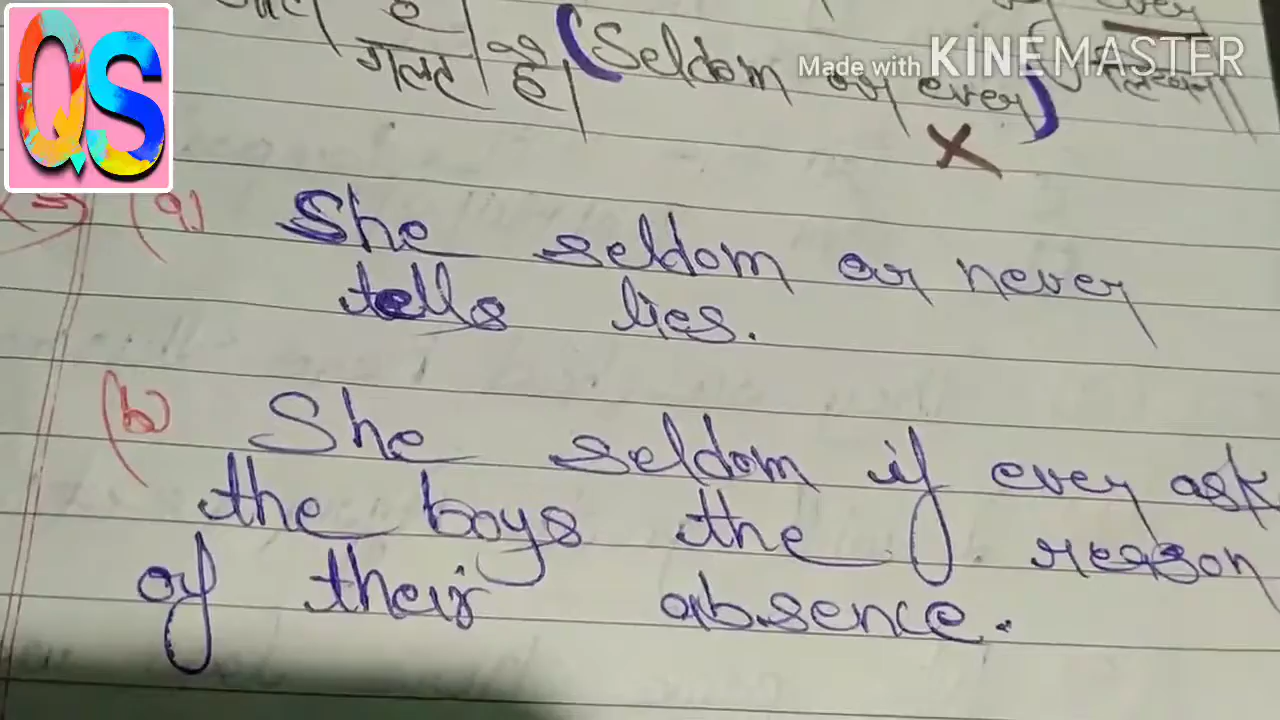 QS
Made with KINEMASTER
ever
गलत है। (Seldom or ever)
×
(a) She seldom or never
tells lies.
(b) She seldom if ever ask
the boys the reason
of their absence.